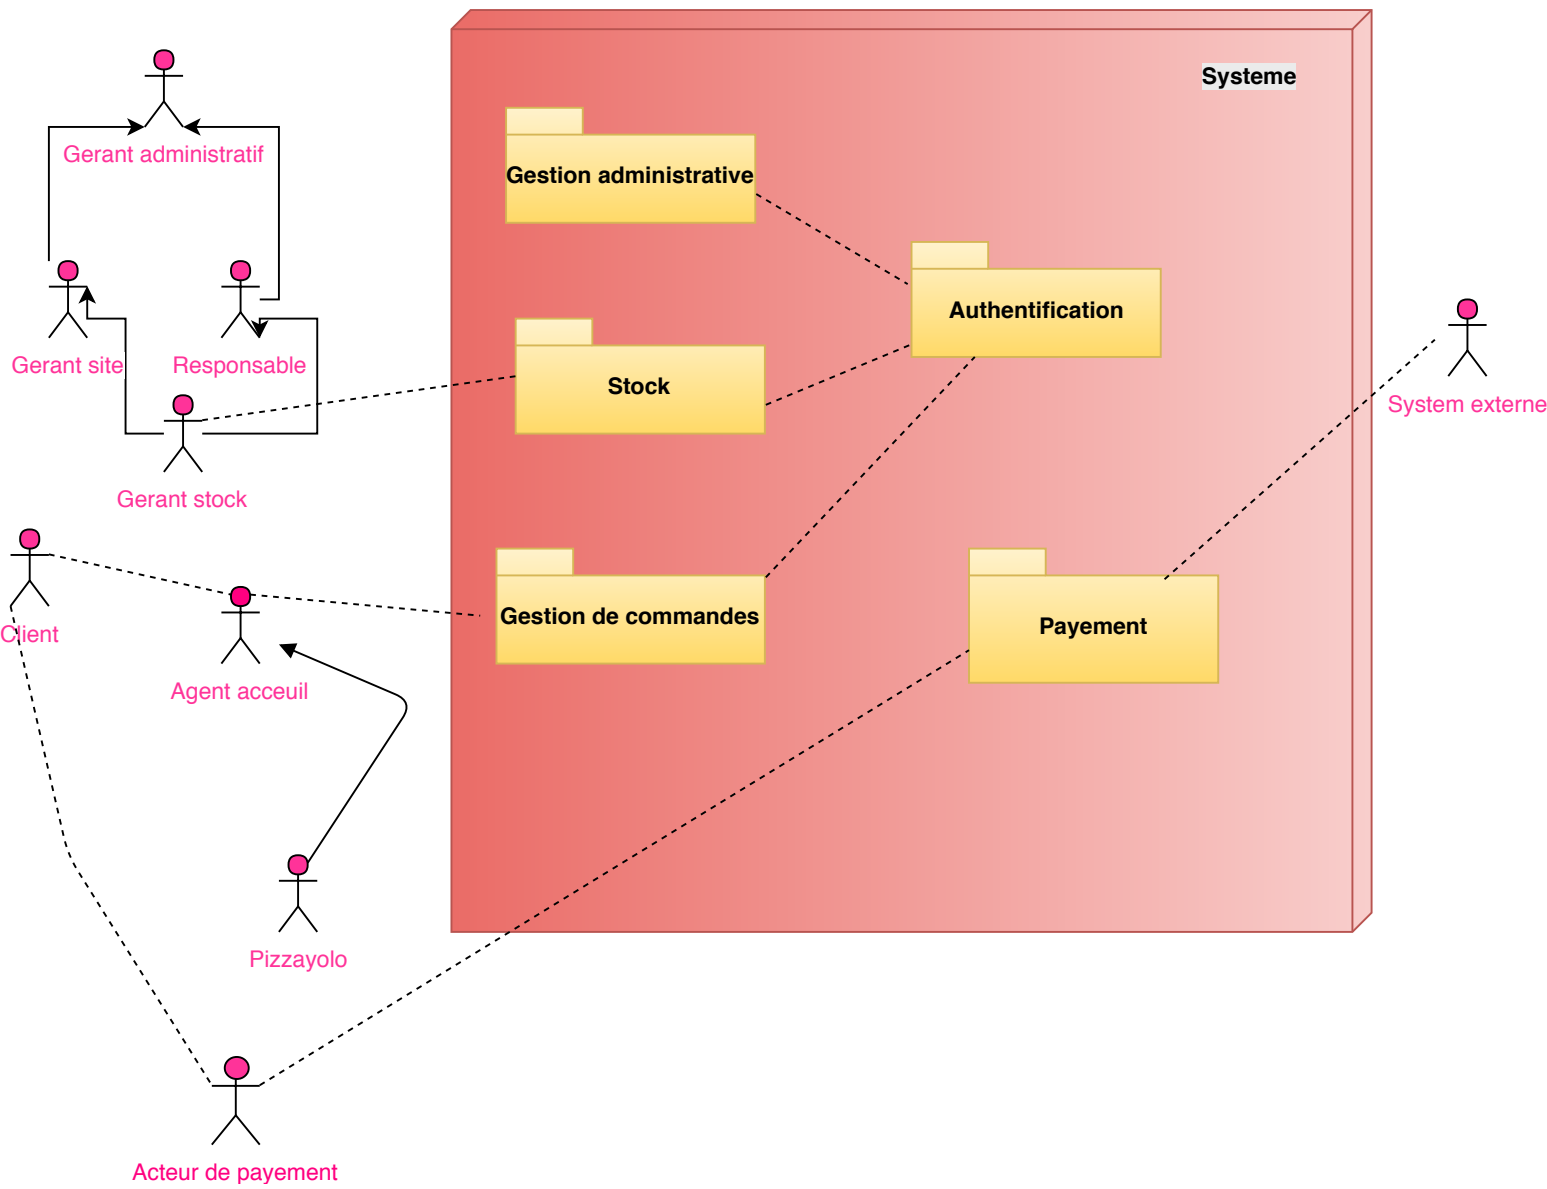 Systeme
Gerant administratif
Gestion administrative
Authentification
Gerant site
Responsable
Stock
System externe
Gerant stock
Gestion de commandes
Payement
Client
Agent acceuil
Pizzayolo
Acteur de payement